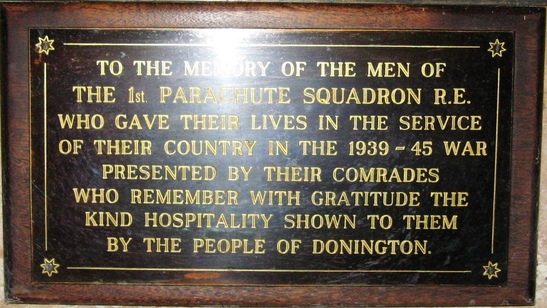 TO THE MEMORY OF THE MEN OF
THE 1st. PARACHUTE SQUADRON R.E.
WHO GAVE THEIR LIVES IN THE SERVICE
OF THEIR COUNTRY IN THE 1939 - 45 WAR
PRESENTED BY THEIR COMRADES
WHO REMEMBER WITH GRATITUDE THE
KIND HOSPITALITY SHOWN TO THEM
BY THE PEOPLE OF DONINGTON.